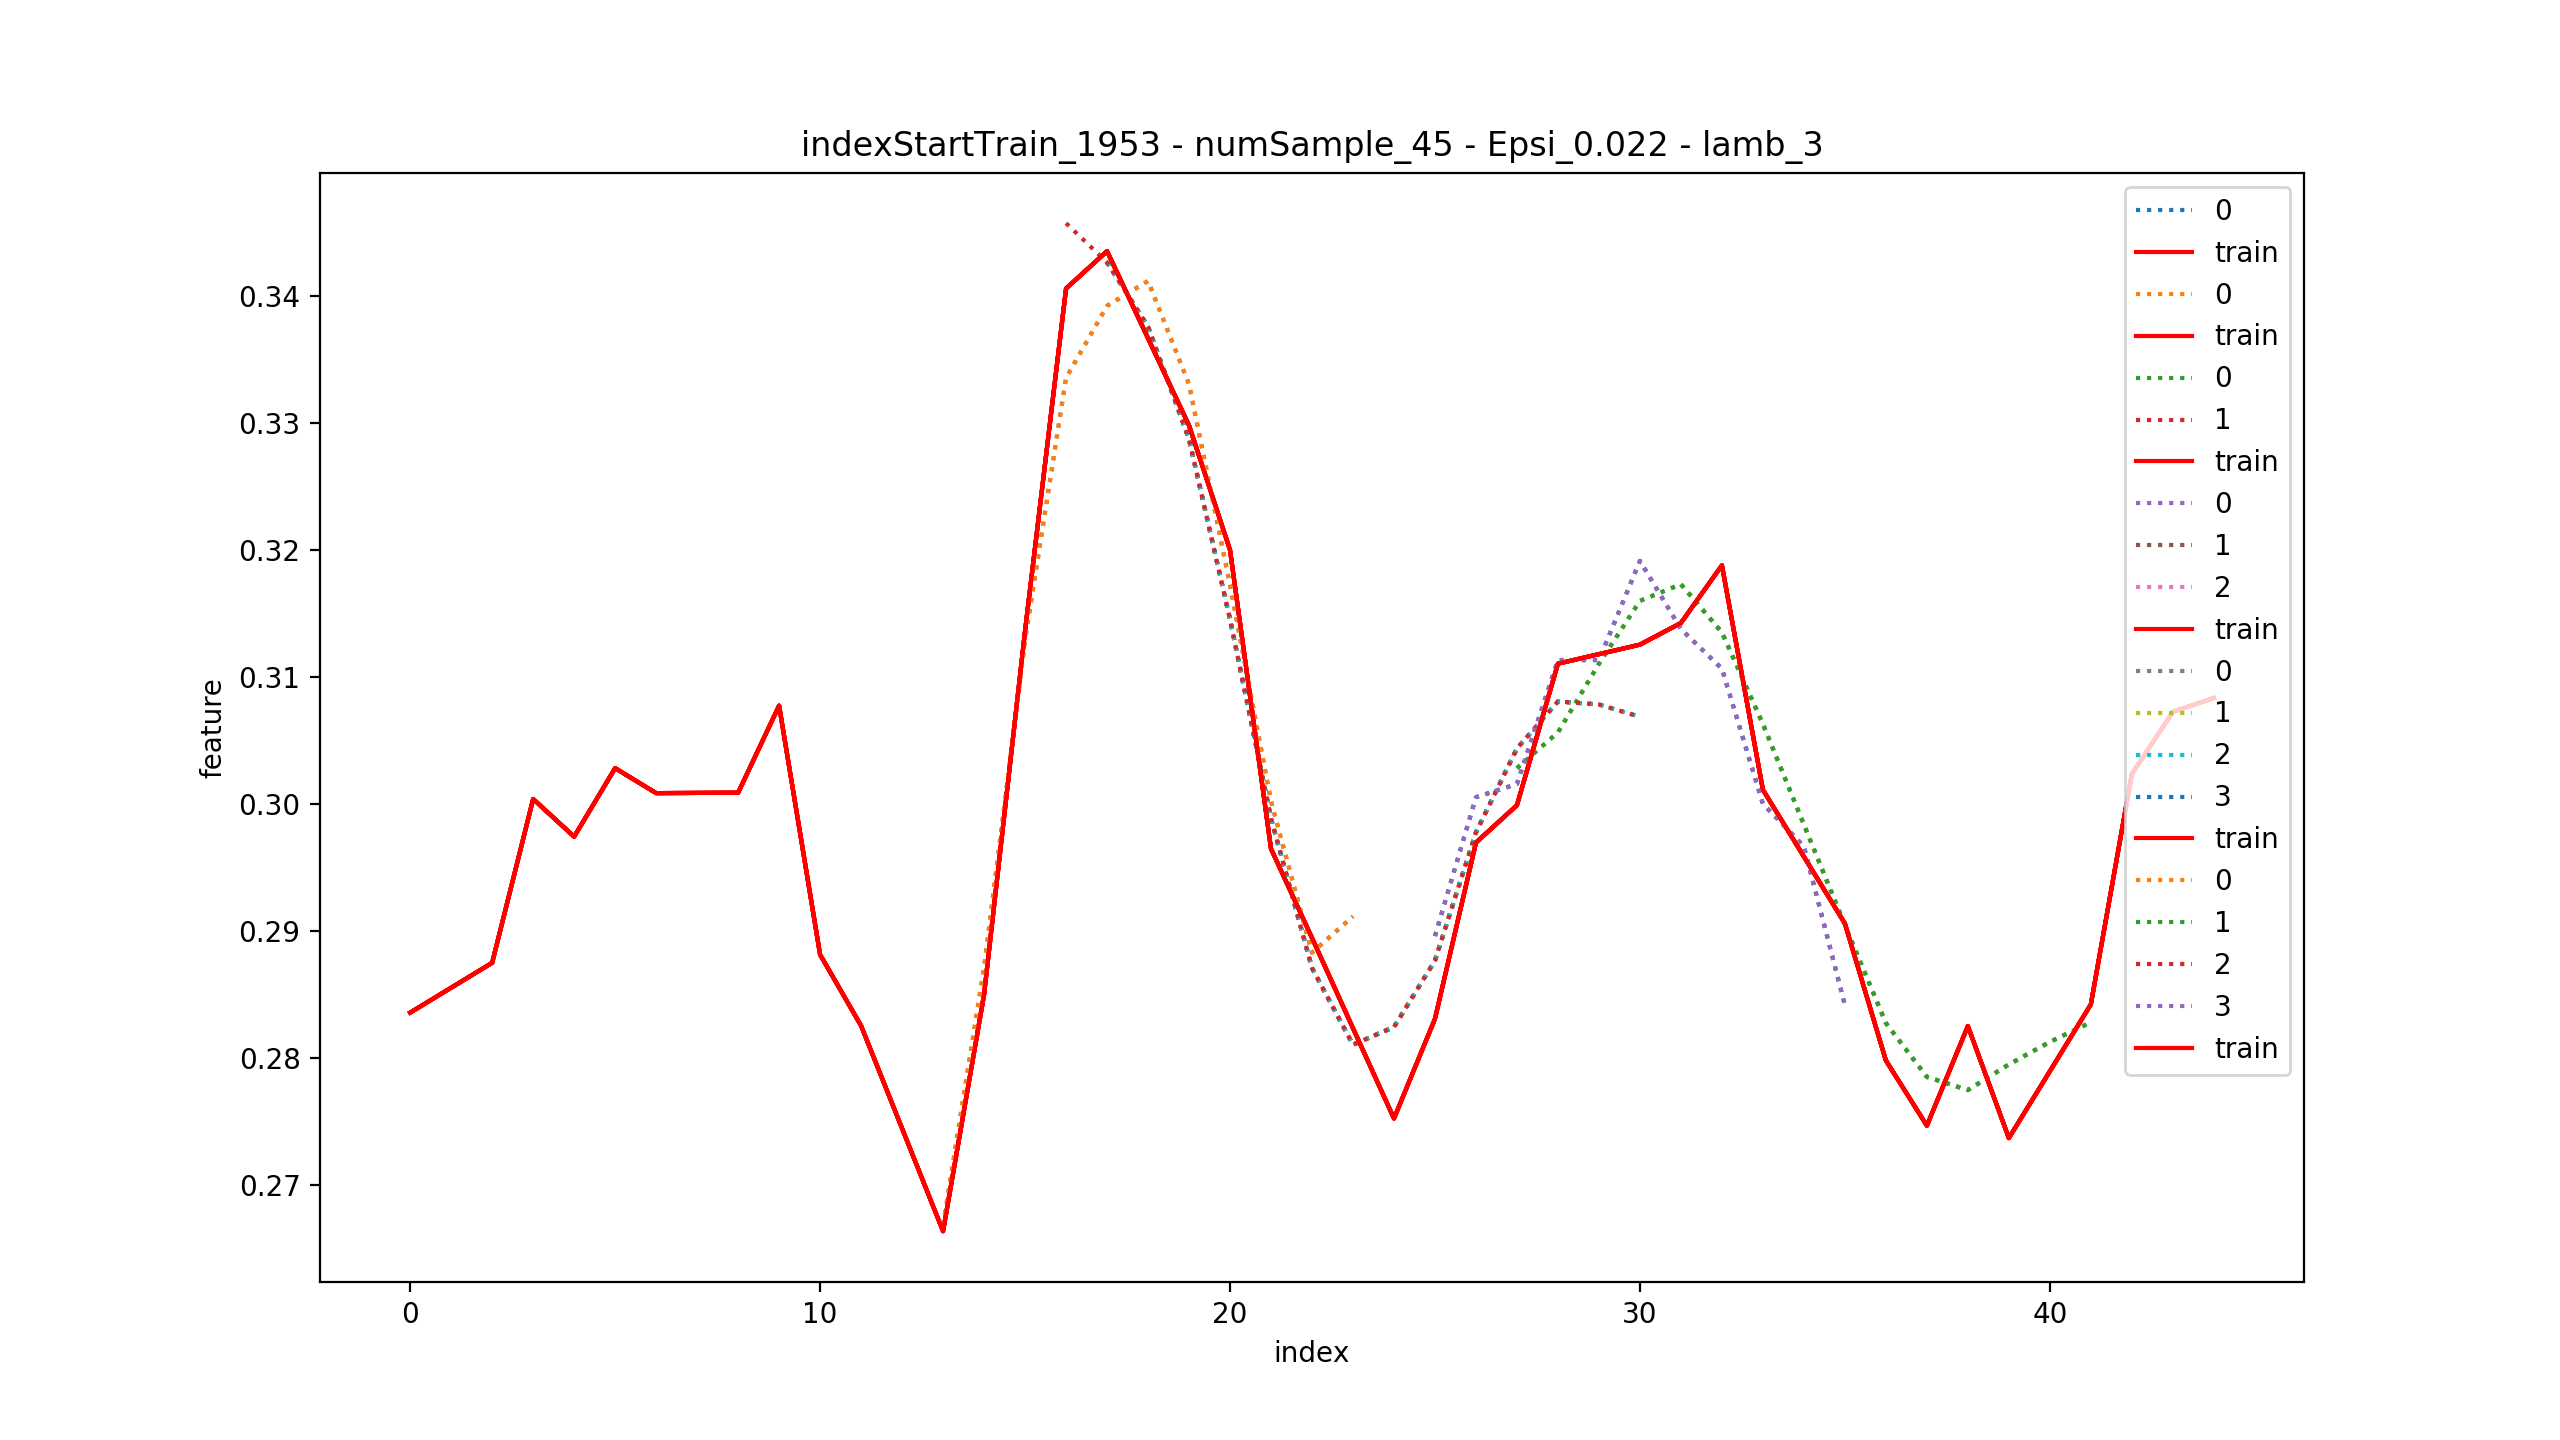 indexStartTrain_1953 - numSample_45 - Epsi_0.022 - lamb_3
0
train
0
train
0
1
train
0
1
2
train
0
1
2
3
train
0
1
2
3
train
0.34
0.33
0.32
0.31
0.30
0.29
0.28
0.27
feature
0 10 20 30 40
index